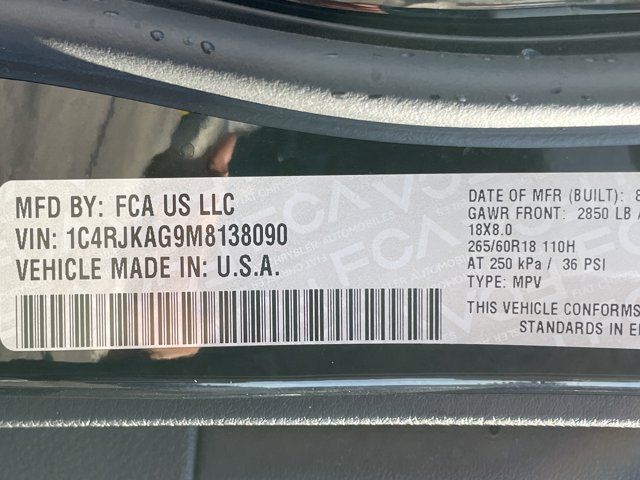 MFD BY: FCA US LLC
VIN: 1C4RJKAG9M8138090
VEHICLE MADE IN: U.S.A.
DATE OF MFR (BUILT): 8
GAWR FRONT: 2850 LB
18X8.0
265/60R18 110H
AT 250 kPa / 36 PSI
TYPE: MPV
THIS VEHICLE CONFORMS
STANDARDS IN